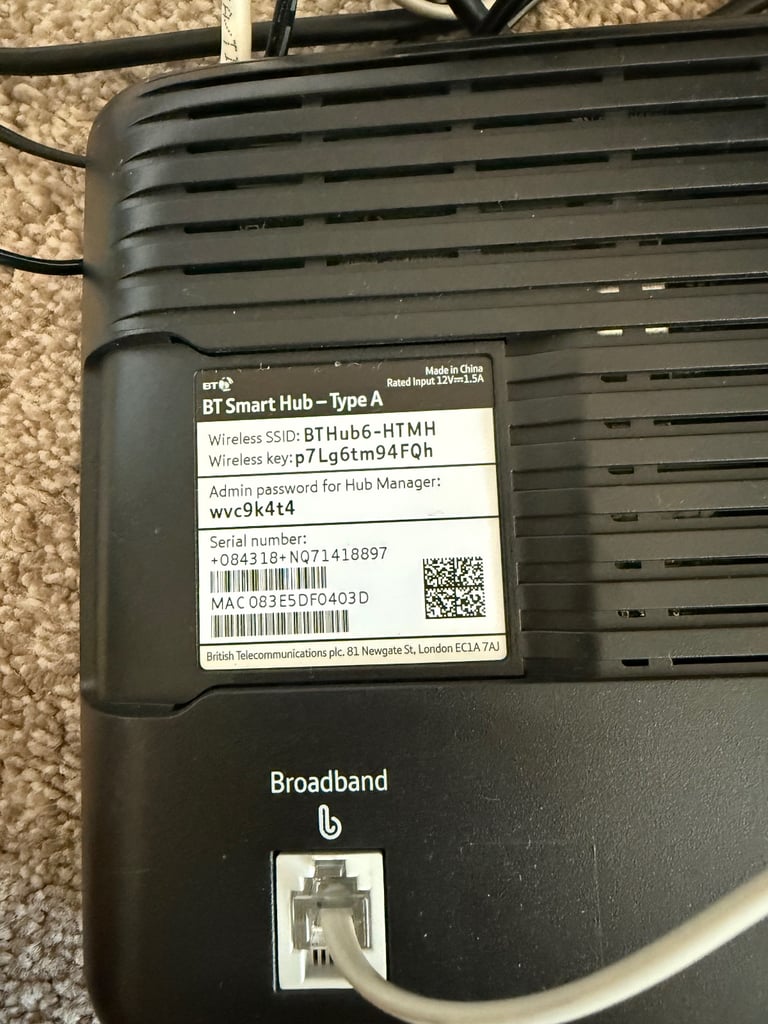 BT
Made in China
Rated Input 12V⎓1.5A
BT Smart Hub – Type A
Wireless SSID: BTHub6-HTMH
Wireless key: p7Lg6tm94FQh
Admin password for Hub Manager:
wvc9k4t4
Serial number:
+084318+NQ71418897
MAC 083E5DF0403D
British Telecommunications plc. 81 Newgate St, London EC1A 7AJ
Broadband